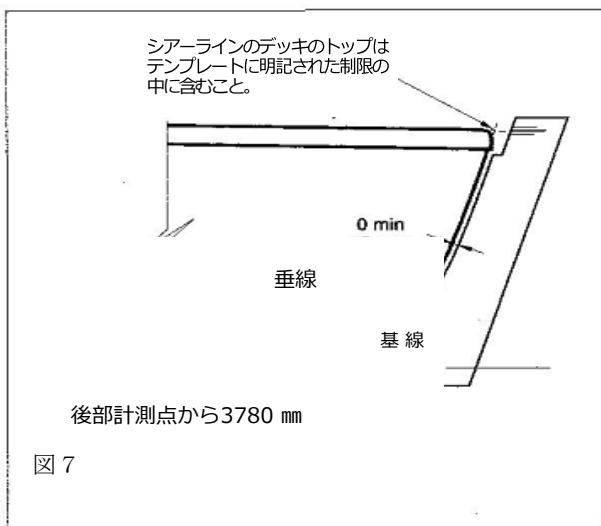 シアーラインのデッキのトップは
テンプレートに明記された制限の
中に含むこと。
0 min
垂線
基 線
後部計測点から3780 ㎜
図 7